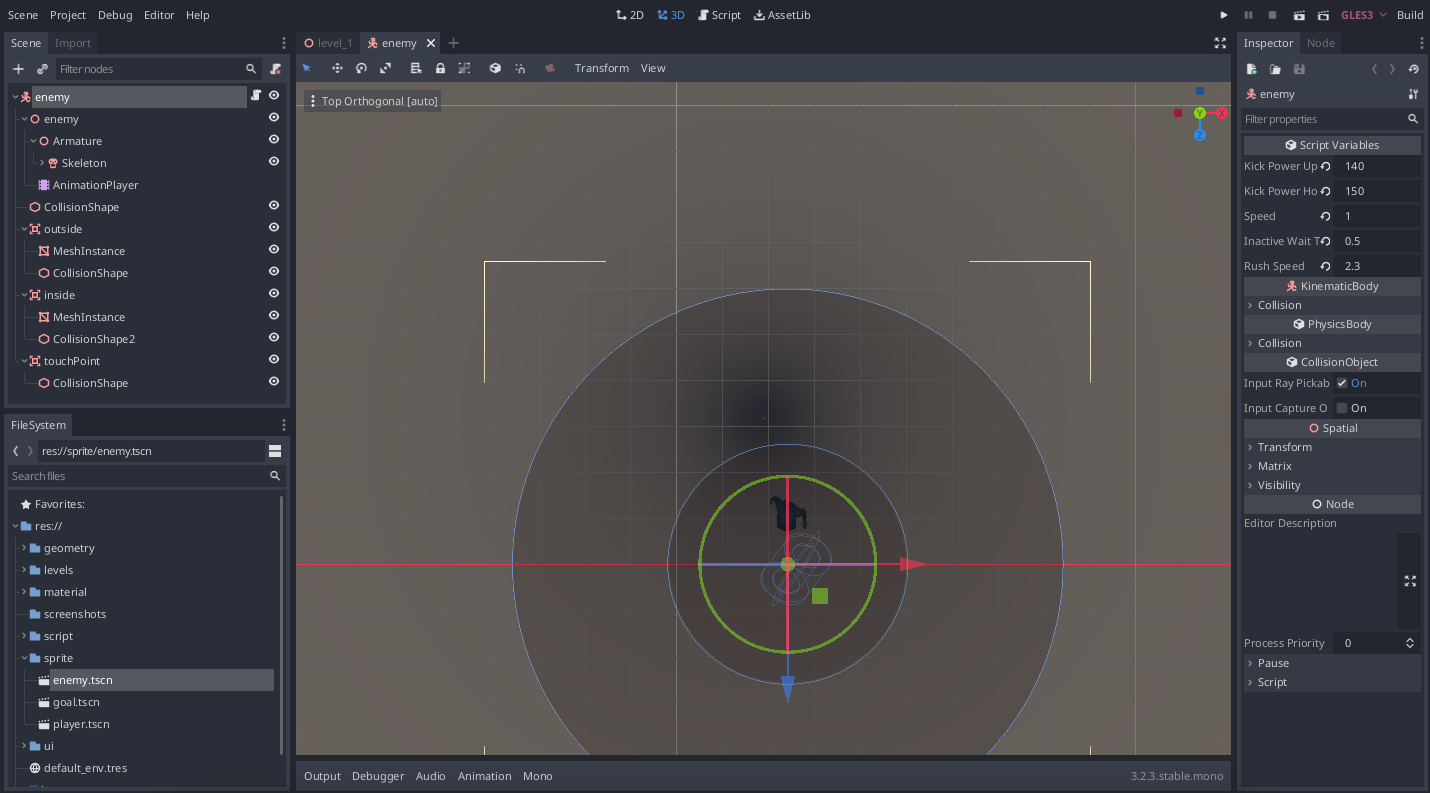 Scene Project Debug Editor Help 2D 3D Script AssetLib GLES3 Build
Scene Import
Filter nodes
enemy
enemy
Armature
Skeleton
AnimationPlayer
CollisionShape
outside
MeshInstance
CollisionShape
inside
MeshInstance
CollisionShape2
touchPoint
CollisionShape
FileSystem
res://sprite/enemy.tscn
Search files
Favorites:
res://
geometry
levels
material
screenshots
script
sprite
enemy.tscn
goal.tscn
player.tscn
ui
default_env.tres
level_1 enemy
Transform View
Top Orthogonal [auto]
Y X
Z
Output Debugger Audio Animation Mono 3.2.3.stable.mono
Inspector Node
enemy
Filter properties
Script Variables
Kick Power Up 140
Kick Power Ho 150
Speed 1
Inactive Wait T 0.5
Rush Speed 2.3
KinematicBody
Collision
PhysicsBody
Collision
CollisionObject
Input Ray Pickab On
Input Capture O On
Spatial
Transform
Matrix
Visibility
Node
Editor Description
Process Priority 0
Pause
Script